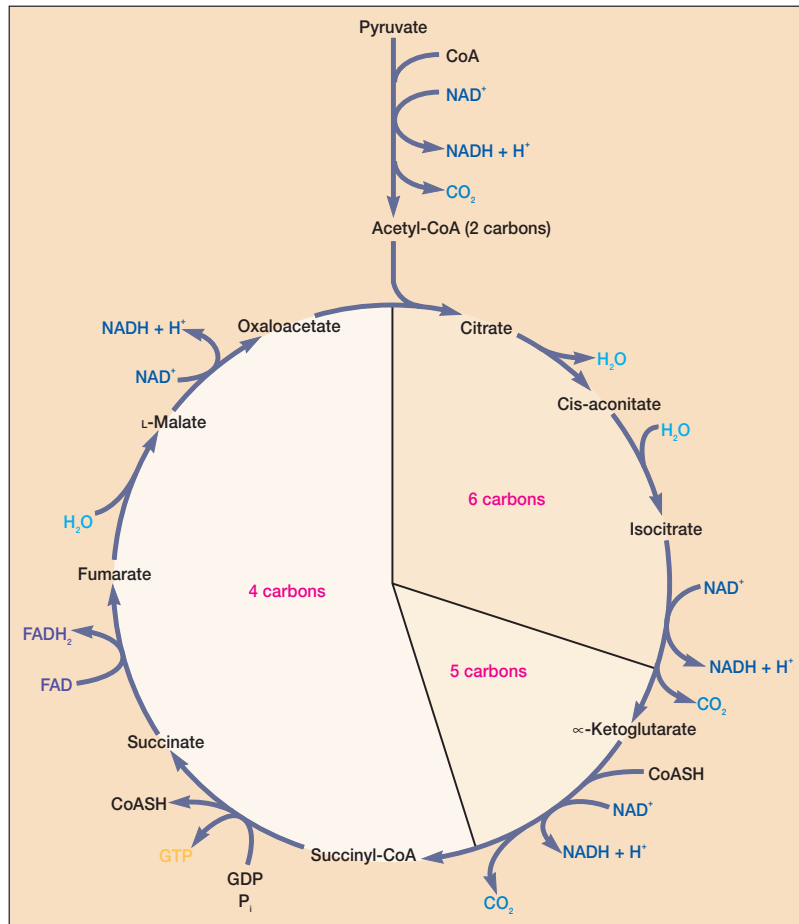 Pyruvate
CoA
NAD⁺
NADH + H⁺
CO₂
Acetyl-CoA (2 carbons)
Oxaloacetate
Citrate
NADH + H⁺
H₂O
NAD⁺
Cis-aconitate
L-Malate
H₂O
6 carbons
H₂O
Isocitrate
Fumarate
4 carbons
NAD⁺
FADH₂
5 carbons
NADH + H⁺
FAD
CO₂
∝-Ketoglutarate
Succinate
CoASH
CoASH
NAD⁺
GTP
Succinyl-CoA
NADH + H⁺
GDP
Pᵢ
CO₂